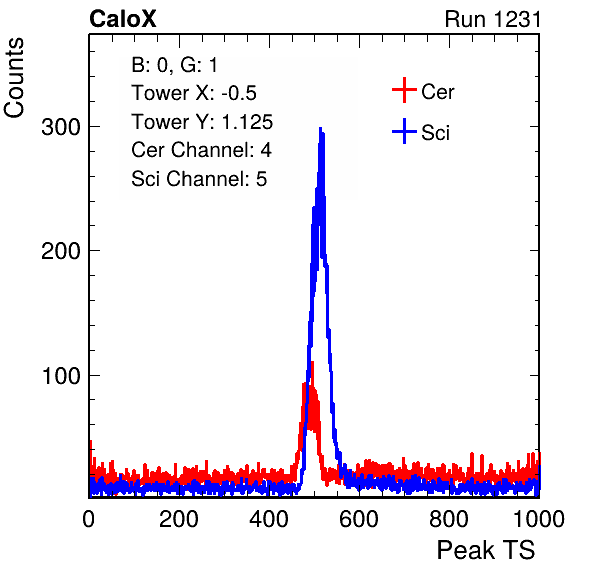 CaloX Run 1231
Counts
B: 0, G: 1
Tower X: -0.5
Tower Y: 1.125
Cer Channel: 4
Sci Channel: 5
Cer
Sci
300
200
100
0 200 400 600 800 1000
Peak TS